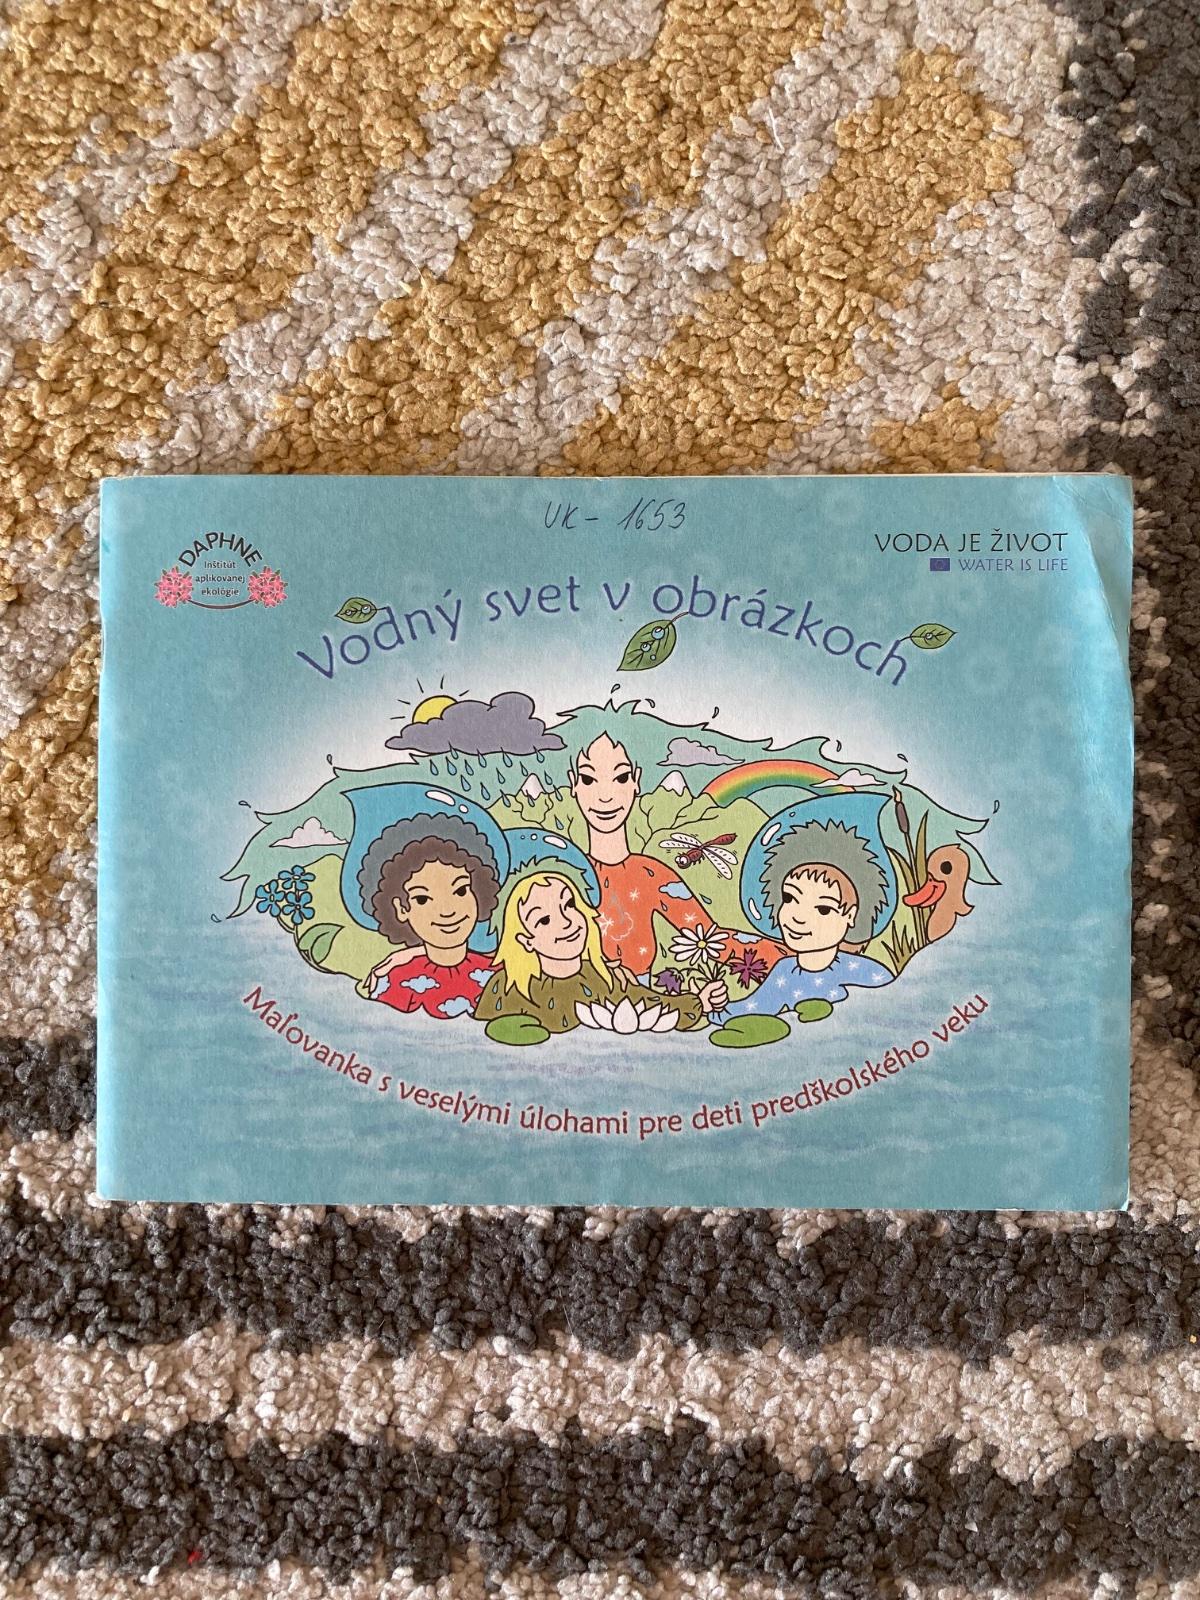 UK - 1653
DAPHNE
Inštitút
aplikovanej
ekológie
VODA JE ŽIVOT
WATER IS LIFE
Vodný svet v obrázkoch
Maľovanka s veselými úlohami pre deti predškolského veku